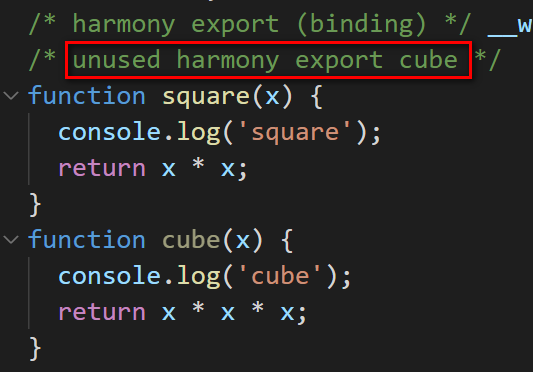 /* harmony export (binding) */ __w
/* unused harmony export cube */
function square(x) {
  console.log('square');
  return x * x;
}
function cube(x) {
  console.log('cube');
  return x * x * x;
}